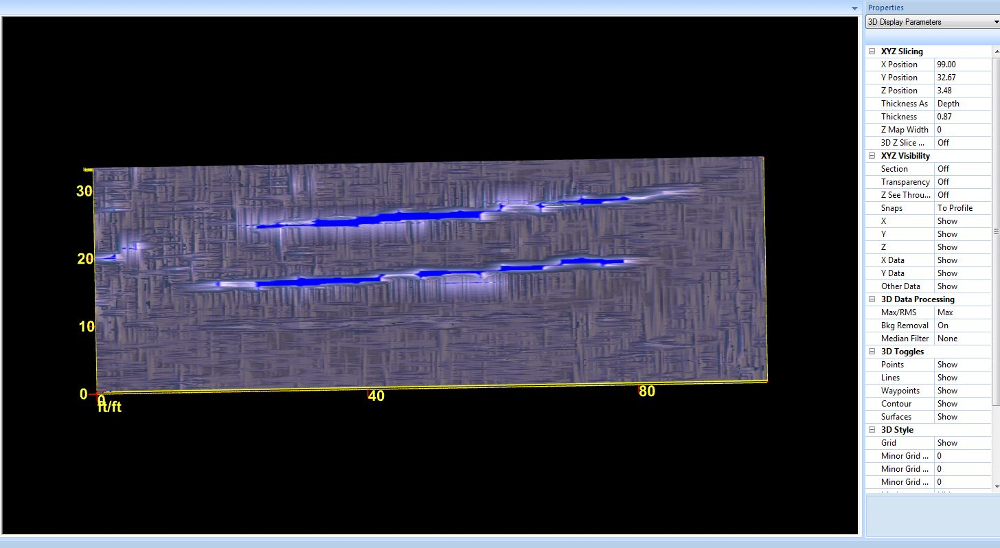 Properties
3D Display Parameters
XYZ Slicing
X Position 99.00
Y Position 32.67
Z Position 3.48
Thickness As Depth
Thickness 0.87
Z Map Width 0
3D Z Slice ... Off
XYZ Visibility
Section Off
Transparency Off
Z See Throu... Off
Snaps To Profile
X Show
Y Show
Z Show
X Data Show
Y Data Show
Other Data Show
3D Data Processing
Max/RMS Max
Bkg Removal On
Median Filter None
3D Toggles
Points Show
Lines Show
Waypoints Show
Contour Show
Surfaces Show
3D Style
Grid Show
Minor Grid ... 0
Minor Grid ... 0
Minor Grid ... 0
30
20
10
0
0 40 80
ft/ft